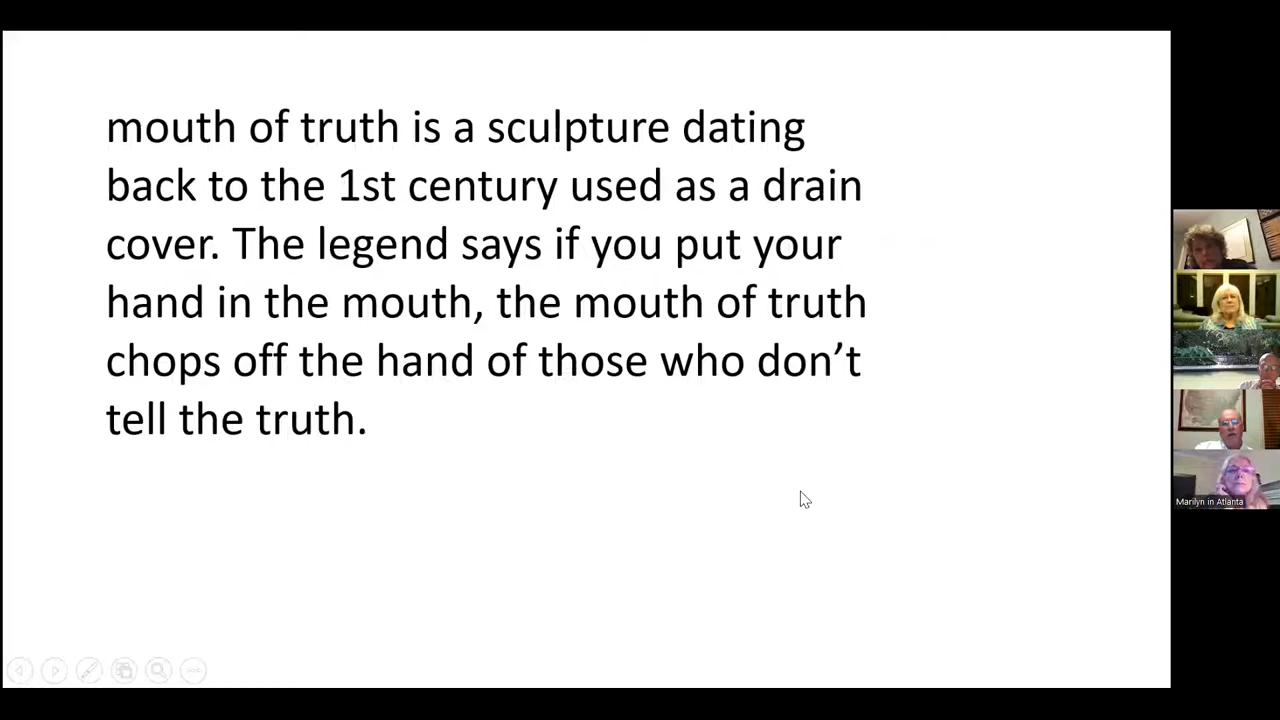 mouth of truth is a sculpture dating
back to the 1st century used as a drain
cover. The legend says if you put your
hand in the mouth, the mouth of truth
chops off the hand of those who don’t
tell the truth.
Marilyn in Atlanta